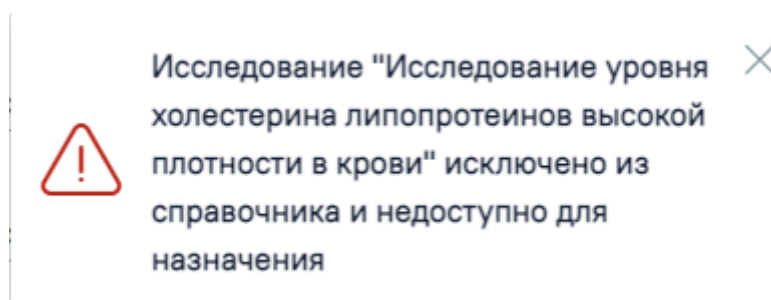 Исследование "Исследование уровня
холестерина липопротеинов высокой
плотности в крови" исключено из
справочника и недоступно для
назначения